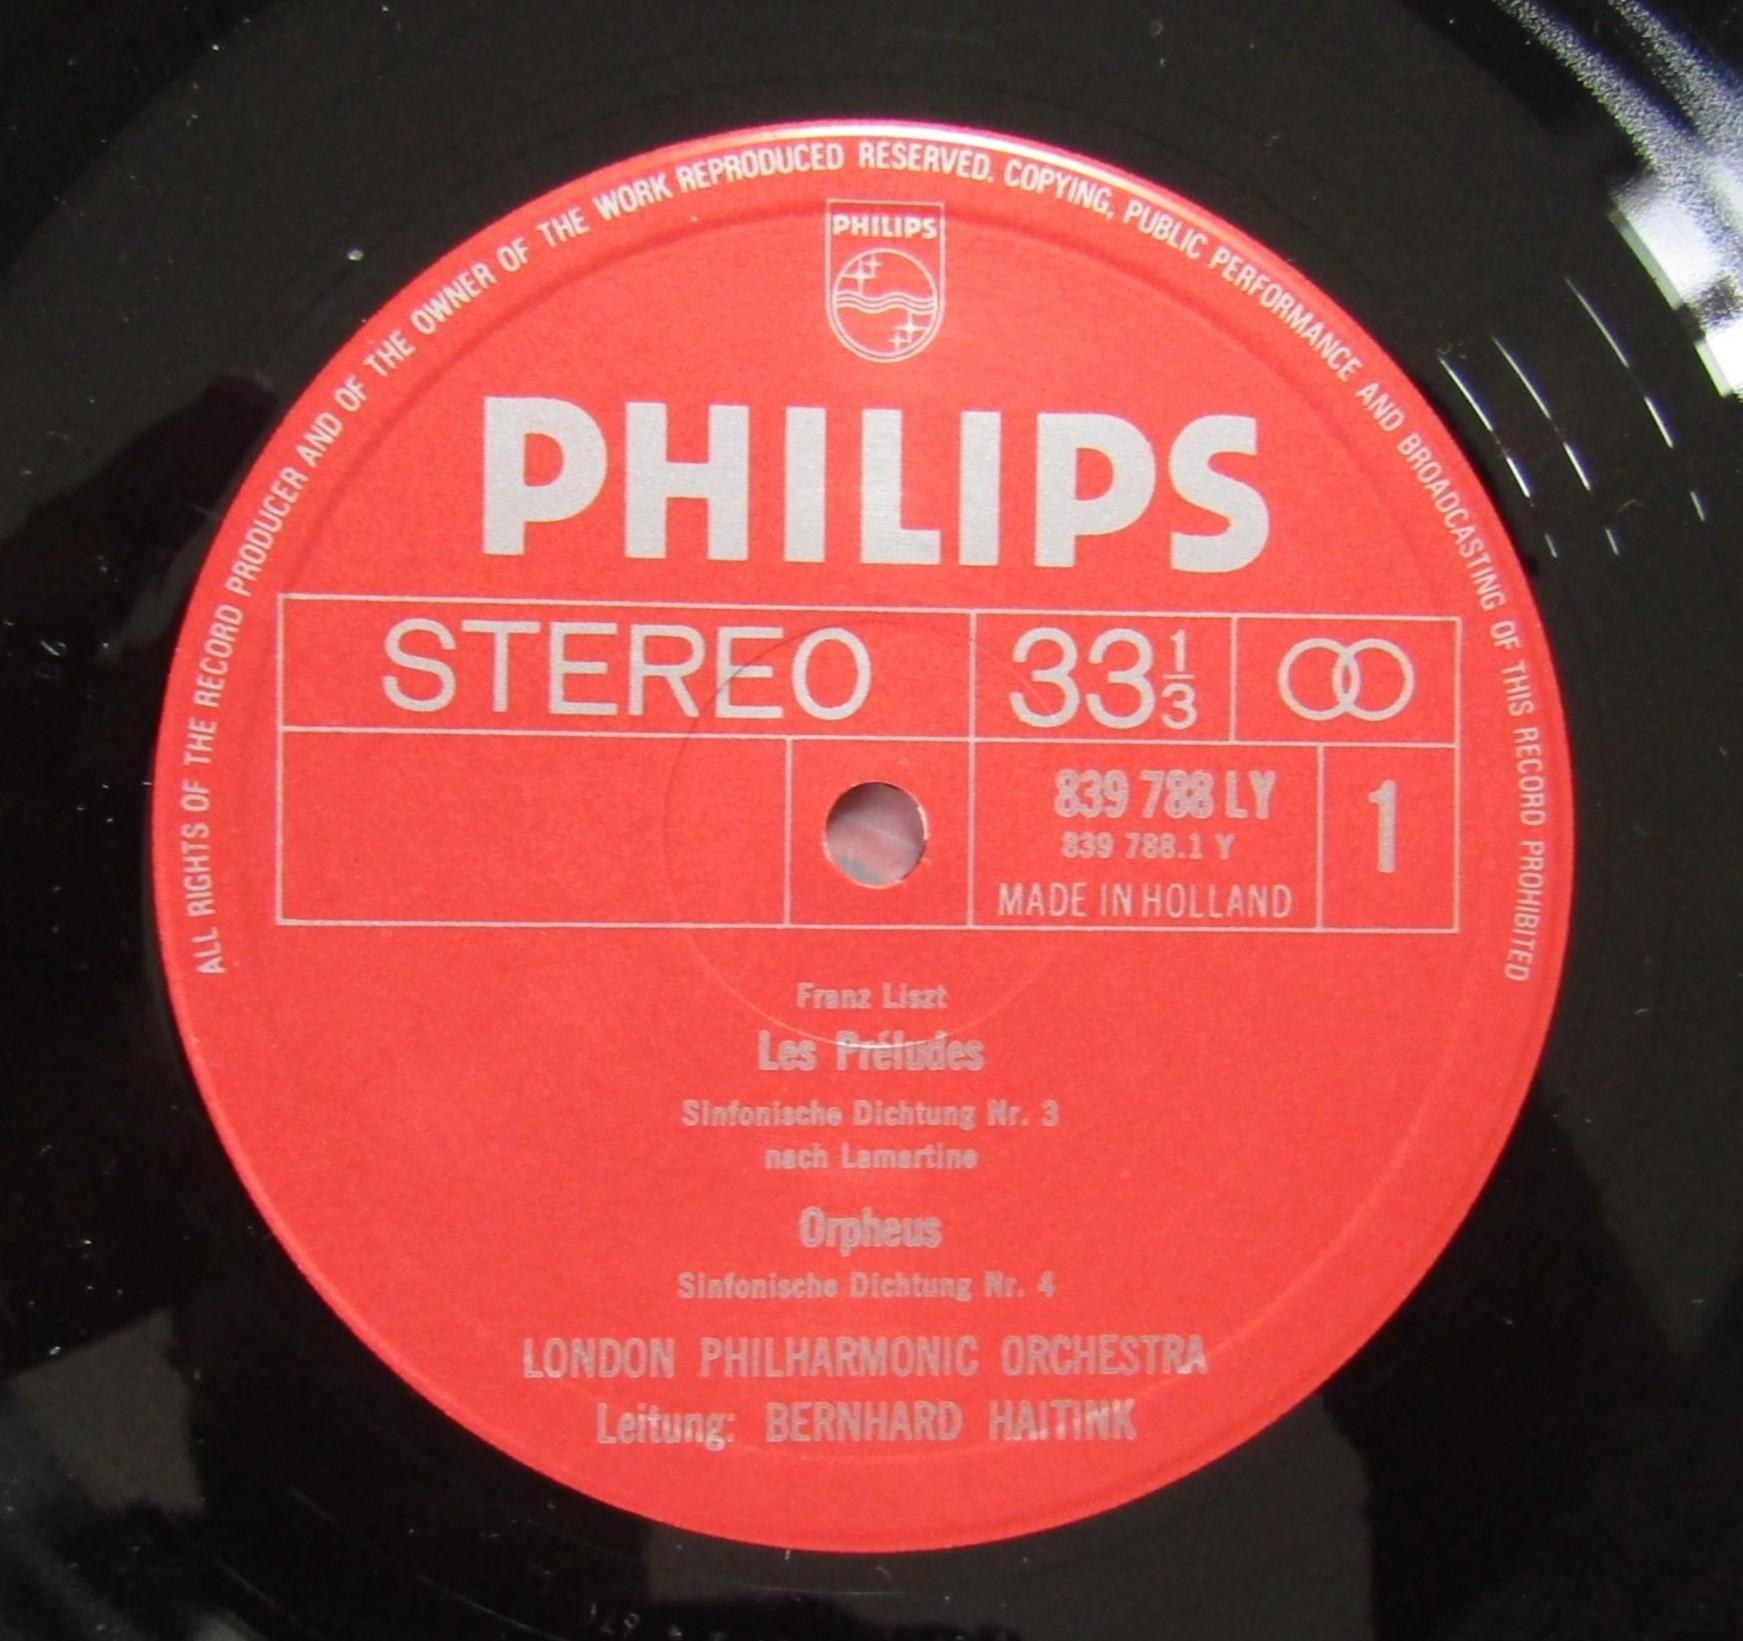 ALL RIGHTS OF THE RECORD PRODUCER AND OF THE OWNER OF THE WORK REPRODUCED RESERVED. COPYING, PUBLIC PERFORMANCE AND BROADCASTING OF THIS RECORD PROHIBITED
PHILIPS
PHILIPS
STEREO 33 1/3
839 788 LY 1
839 788.1 Y
MADE IN HOLLAND
Franz Liszt
Les Préludes
Sinfonische Dichtung Nr. 3
nach Lamartine
Orpheus
Sinfonische Dichtung Nr. 4
LONDON PHILHARMONIC ORCHESTRA
Leitung: BERNHARD HAITINK